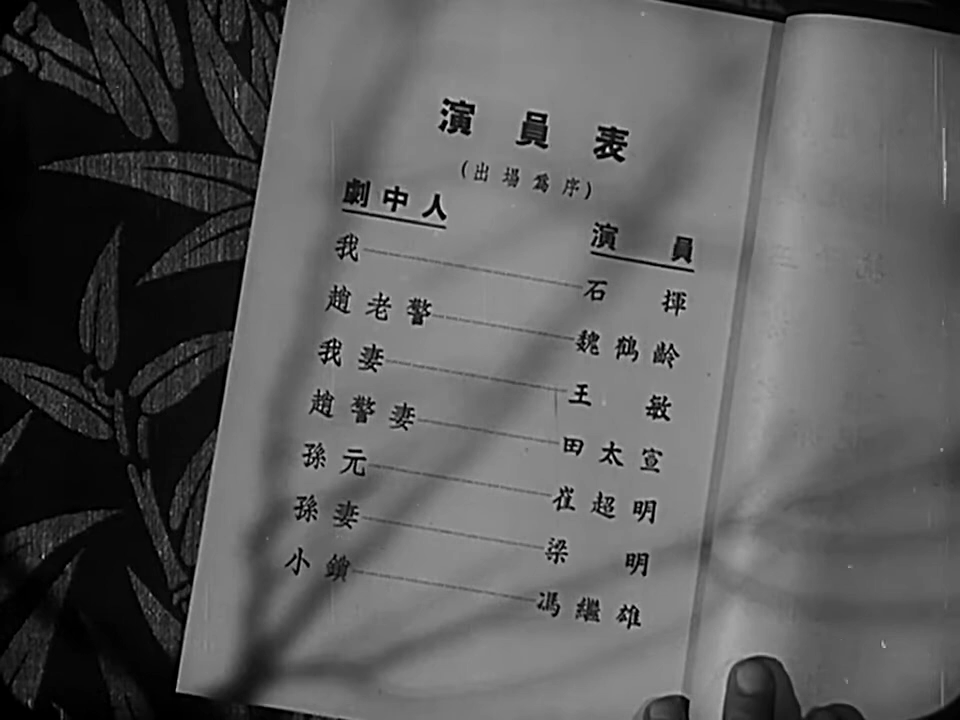 演員表
(出場為序)
劇中人 演員
我 石揮
趙老警 魏鶴齡
我妻 王敏
趙警妻 田太宣
孫元 崔超明
孫妻 梁明
小鎖 馮繼雄